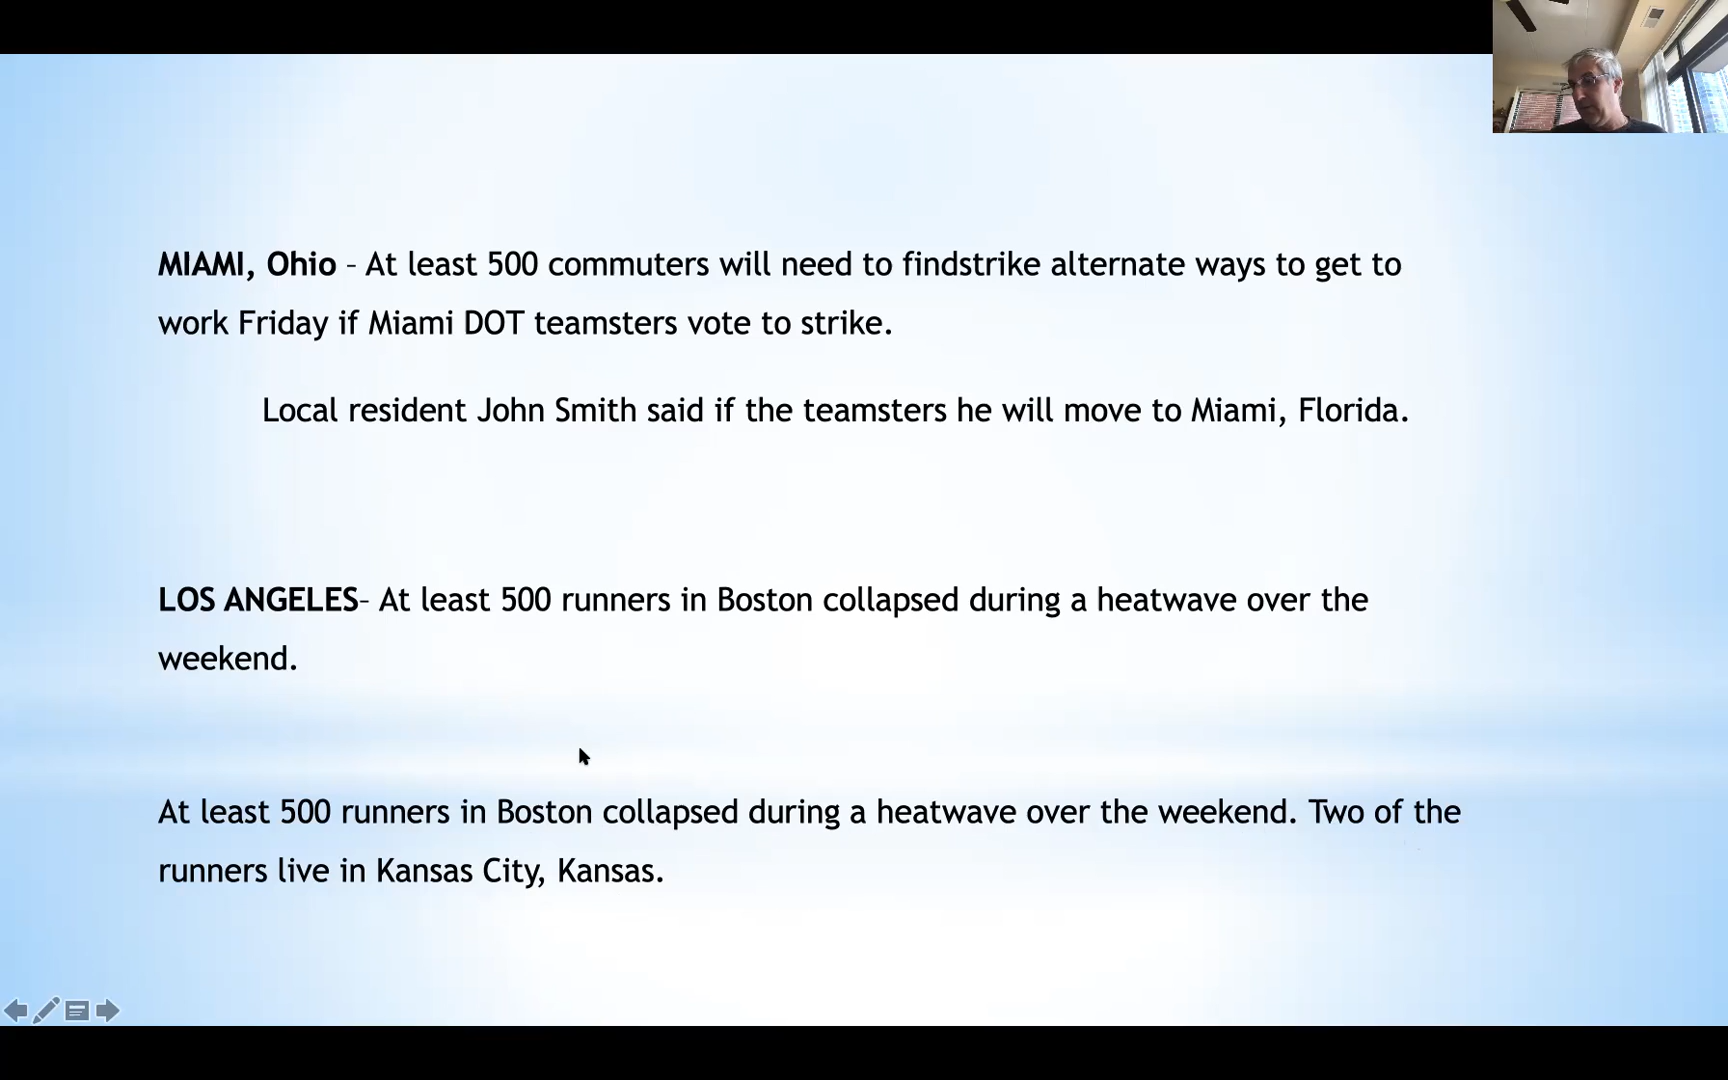 MIAMI, Ohio – At least 500 commuters will need to findstrike alternate ways to get to
work Friday if Miami DOT teamsters vote to strike.
Local resident John Smith said if the teamsters he will move to Miami, Florida.
LOS ANGELES– At least 500 runners in Boston collapsed during a heatwave over the
weekend.
At least 500 runners in Boston collapsed during a heatwave over the weekend. Two of the
runners live in Kansas City, Kansas.